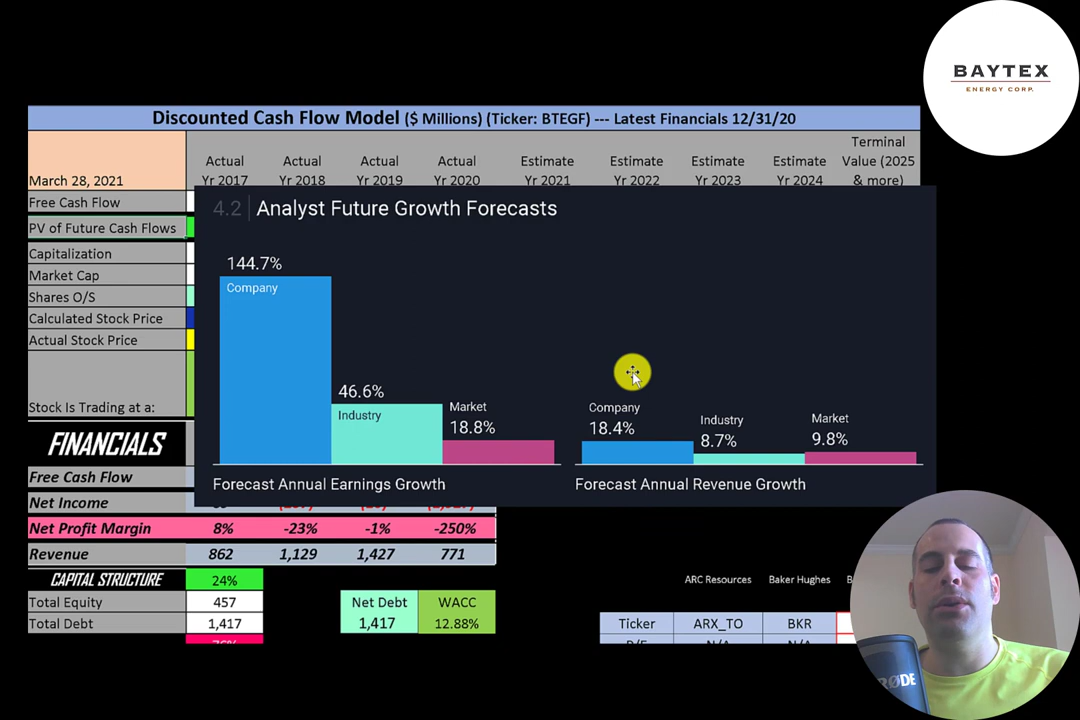 BAYTEX
ENERGY CORP.
Discounted Cash Flow Model ($ Millions) (Ticker: BTEGF) --- Latest Financials 12/31/20
March 28, 2021
Actual Yr 2017
Actual Yr 2018
Actual Yr 2019
Actual Yr 2020
Estimate Yr 2021
Estimate Yr 2022
Estimate Yr 2023
Estimate Yr 2024
Terminal Value (2025 & more)
Free Cash Flow
PV of Future Cash Flows
Capitalization
Market Cap
Shares O/S
Calculated Stock Price
Actual Stock Price
Stock Is Trading at a:
4.2 Analyst Future Growth Forecasts
144.7%
Company
46.6%
Industry
Market
18.8%
Forecast Annual Earnings Growth
Company
18.4%
Industry
8.7%
Market
9.8%
Forecast Annual Revenue Growth
FINANCIALS
Free Cash Flow
Net Income
Net Profit Margin 8% -23% -1% -250%
Revenue 862 1,129 1,427 771
CAPITAL STRUCTURE 24%
Total Equity 457
Total Debt 1,417
Net Debt WACC
1,417 12.88%
ARC Resources Baker Hughes
Ticker ARX_TO BKR
RØDE